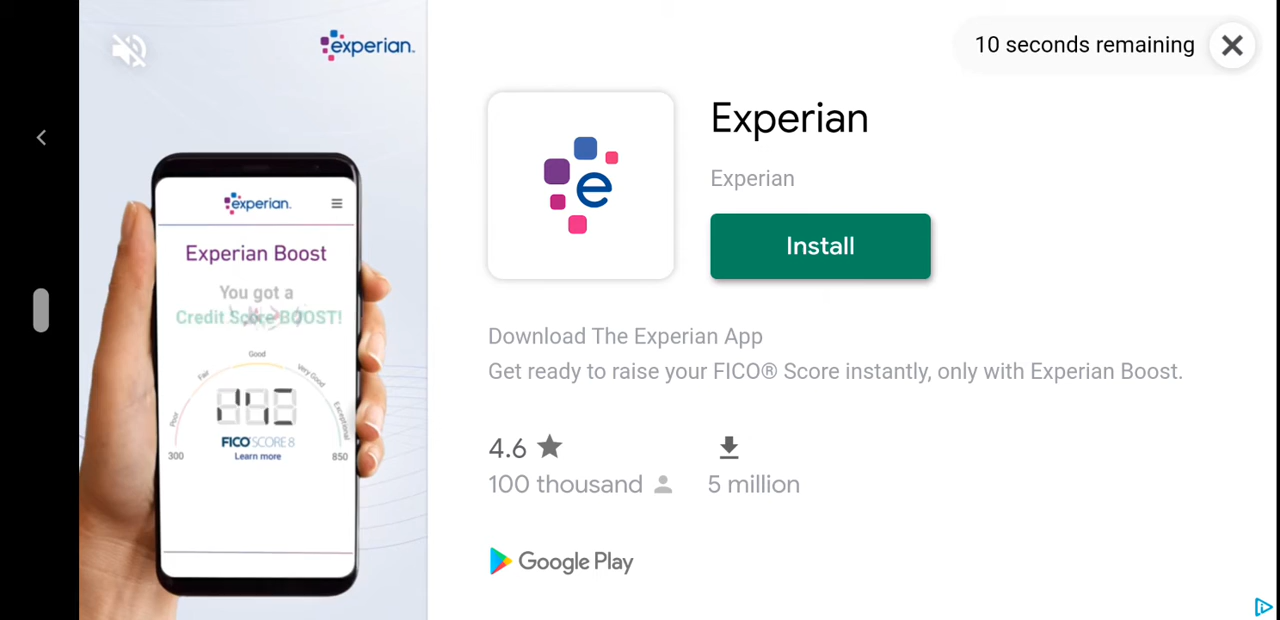 experian.
10 seconds remaining
experian.
Experian Boost
You got a
Credit Score BOOST!
Poor
Fair
Good
Very Good
Exceptional
FICO SCORE 8
300
Learn more
850
e
Experian
Experian
Install
Download The Experian App
Get ready to raise your FICO® Score instantly, only with Experian Boost.
4.6
100 thousand
5 million
Google Play